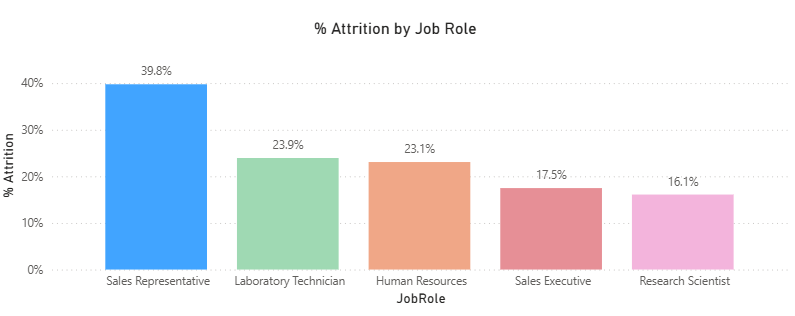 % Attrition by Job Role
% Attrition
40%
30%
20%
10%
0%
39.8%
23.9%
23.1%
17.5%
16.1%
Sales Representative
Laboratory Technician
Human Resources
Sales Executive
Research Scientist
JobRole